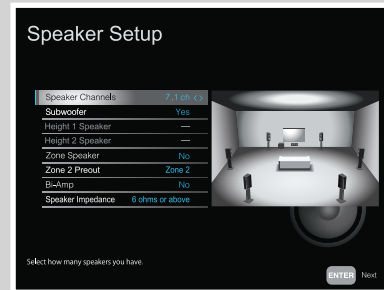 Speaker Setup
Speaker Channels 7.1 ch <>
Subwoofer Yes
Height 1 Speaker —
Height 2 Speaker —
Zone Speaker No
Zone 2 Preout Zone 2
Bi-Amp No
Speaker Impedance 6 ohms or above
Select how many speakers you have.
ENTER Next